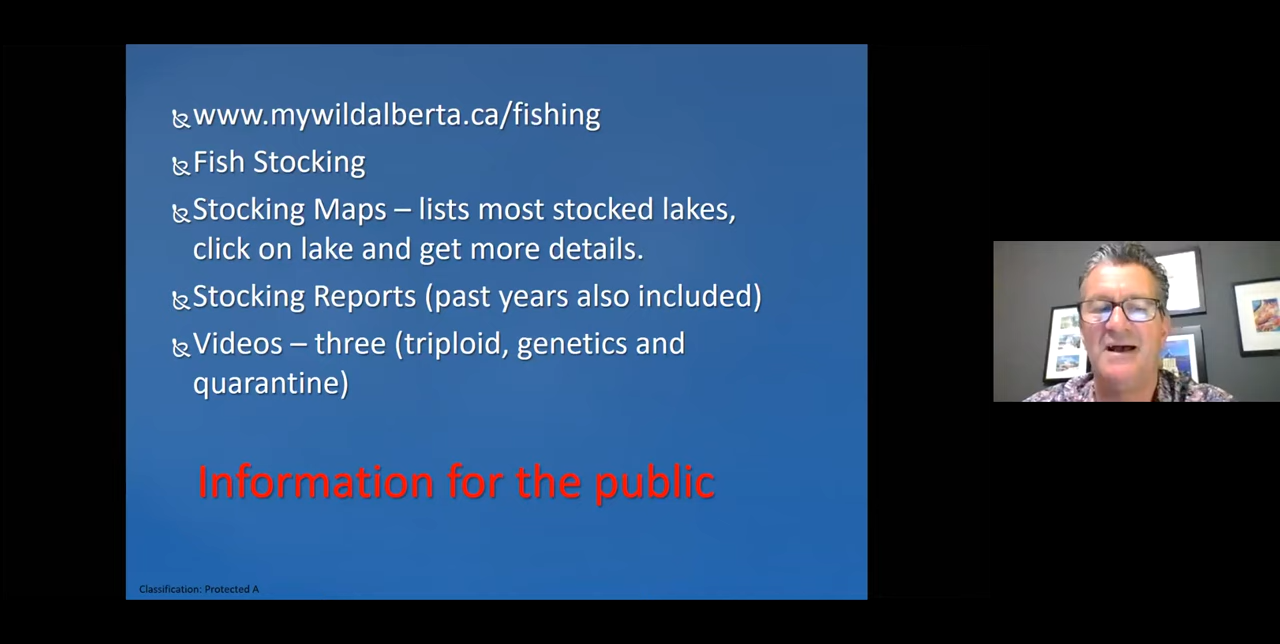 www.mywildalberta.ca/fishing
Fish Stocking
Stocking Maps – lists most stocked lakes,
click on lake and get more details.
Stocking Reports (past years also included)
Videos – three (triploid, genetics and
quarantine)
Information for the public
Classification: Protected A